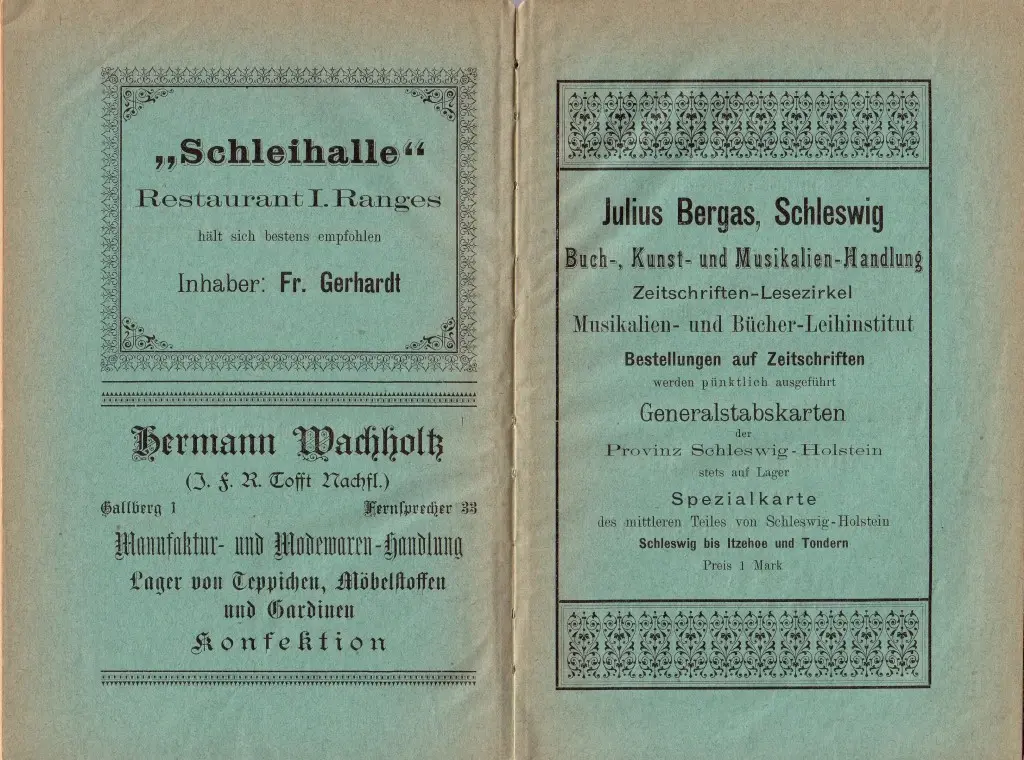 „Schleihalle“
Restaurant I. Ranges
hält sich bestens empfohlen
Inhaber: Fr. Gerhardt
Hermann Wachholtz
(J. F. R. Tofft Nachfl.)
Gallberg 1 Fernsprecher 33
Manufaktur- und Modewaren-Handlung
Lager von Teppichen, Möbelstoffen
und Gardinen
Konfektion
Julius Bergas, Schleswig
Buch-, Kunst- und Musikalien-Handlung
Zeitschriften-Lesezirkel
Musikalien- und Bücher-Leihinstitut
Bestellungen auf Zeitschriften
werden pünktlich ausgeführt
Generalstabskarten
der
Provinz Schleswig-Holstein
stets auf Lager
Spezialkarte
des mittleren Teiles von Schleswig-Holstein
Schleswig bis Itzehoe und Tondern
Preis 1 Mark